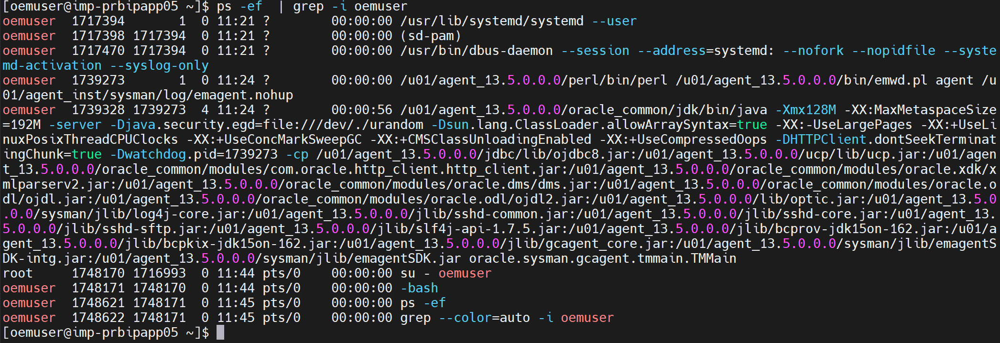 [oemuser@imp-prbipapp05 ~]$ ps -ef  | grep -i oemuser
oemuser  1717394       1  0 11:21 ?        00:00:00 /usr/lib/systemd/systemd --user
oemuser  1717398 1717394  0 11:21 ?        00:00:00 (sd-pam)
oemuser  1717470 1717394  0 11:21 ?        00:00:00 /usr/bin/dbus-daemon --session --address=systemd: --nofork --nopidfile --syste
md-activation --syslog-only
oemuser  1739273       1  0 11:24 ?        00:00:00 /u01/agent_13.5.0.0.0/perl/bin/perl /u01/agent_13.5.0.0.0/bin/emwd.pl agent /u
01/agent_inst/sysman/log/emagent.nohup
oemuser  1739328 1739273  4 11:24 ?        00:00:56 /u01/agent_13.5.0.0.0/oracle_common/jdk/bin/java -Xmx128M -XX:MaxMetaspaceSize
=192M -server -Djava.security.egd=file:///dev/./urandom -Dsun.lang.ClassLoader.allowArraySyntax=true -XX:-UseLargePages -XX:+UseLi
nuxPosixThreadCPUClocks -XX:+UseConcMarkSweepGC -XX:+CMSClassUnloadingEnabled -XX:+UseCompressedOops -DHTTPClient.dontSeekTerminat
ingChunk=true -Dwatchdog.pid=1739273 -cp /u01/agent_13.5.0.0.0/jdbc/lib/ojdbc8.jar:/u01/agent_13.5.0.0.0/ucp/lib/ucp.jar:/u01/agen
t_13.5.0.0.0/oracle_common/modules/com.oracle.http_client.http_client.jar:/u01/agent_13.5.0.0.0/oracle_common/modules/oracle.xdk/x
mlparserv2.jar:/u01/agent_13.5.0.0.0/oracle_common/modules/oracle.dms/dms.jar:/u01/agent_13.5.0.0.0/oracle_common/modules/oracle.o
dl/ojdl.jar:/u01/agent_13.5.0.0.0/oracle_common/modules/oracle.odl/ojdl2.jar:/u01/agent_13.5.0.0.0/lib/optic.jar:/u01/agent_13.5.0
.0.0/sysman/jlib/log4j-core.jar:/u01/agent_13.5.0.0.0/jlib/sshd-common.jar:/u01/agent_13.5.0.0.0/jlib/sshd-core.jar:/u01/agent_13.
5.0.0.0/jlib/sshd-sftp.jar:/u01/agent_13.5.0.0.0/jlib/slf4j-api-1.7.5.jar:/u01/agent_13.5.0.0.0/jlib/bcprov-jdk15on-162.jar:/u01/a
gent_13.5.0.0.0/jlib/bcpkix-jdk15on-162.jar:/u01/agent_13.5.0.0.0/jlib/gcagent_core.jar:/u01/agent_13.5.0.0.0/sysman/jlib/emagentS
DK-intg.jar:/u01/agent_13.5.0.0.0/sysman/jlib/emagentSDK.jar oracle.sysman.gcagent.tmmain.TMMain
root     1748170 1716993  0 11:44 pts/0    00:00:00 su - oemuser
oemuser  1748171 1748170  0 11:44 pts/0    00:00:00 -bash
oemuser  1748621 1748171  0 11:45 pts/0    00:00:00 ps -ef
oemuser  1748622 1748171  0 11:45 pts/0    00:00:00 grep --color=auto -i oemuser
[oemuser@imp-prbipapp05 ~]$